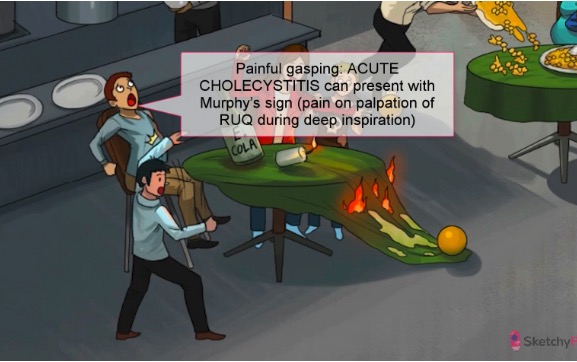 Painful gasping: ACUTE
CHOLECYSTITIS can present with
Murphy's sign (pain on palpation of
RUQ during deep inspiration)
E.
COLA
Sketchy